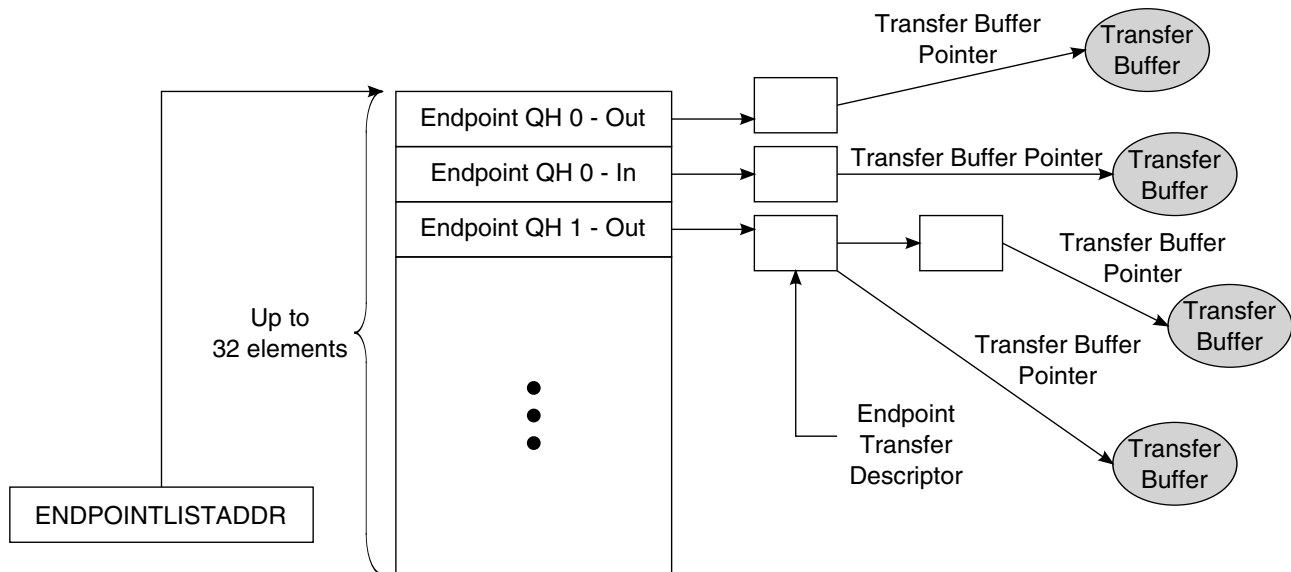 Transfer Buffer
Pointer
Transfer
Buffer
Endpoint QH 0 - Out
Endpoint QH 0 - In
Transfer Buffer Pointer
Transfer
Buffer
Endpoint QH 1 - Out
Transfer Buffer
Pointer
Transfer
Buffer
Up to
32 elements
Transfer Buffer
Pointer
Endpoint
Transfer
Descriptor
Transfer
Buffer
ENDPOINTLISTADDR